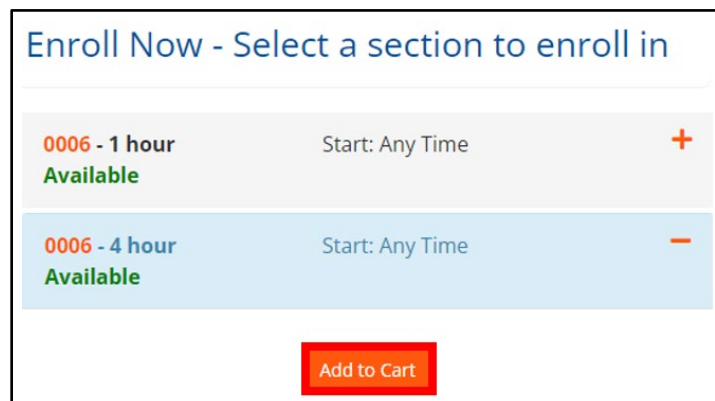 Enroll Now - Select a section to enroll in
0006 - 1 hour Start: Any Time +
Available
0006 - 4 hour Start: Any Time −
Available
Add to Cart